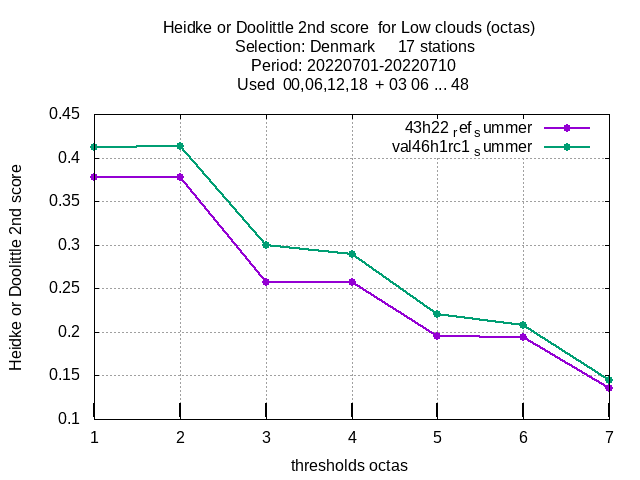 Heidke or Doolittle 2nd score  for Low clouds (octas)
Selection: Denmark     17 stations
Period: 20220701-20220710
Used  00,06,12,18  + 03 06 ... 48
43h22 ref summer
val46h1rc1 summer
Heidke or Doolittle 2nd score
0.45
0.4
0.35
0.3
0.25
0.2
0.15
0.1
1 2 3 4 5 6 7
thresholds octas